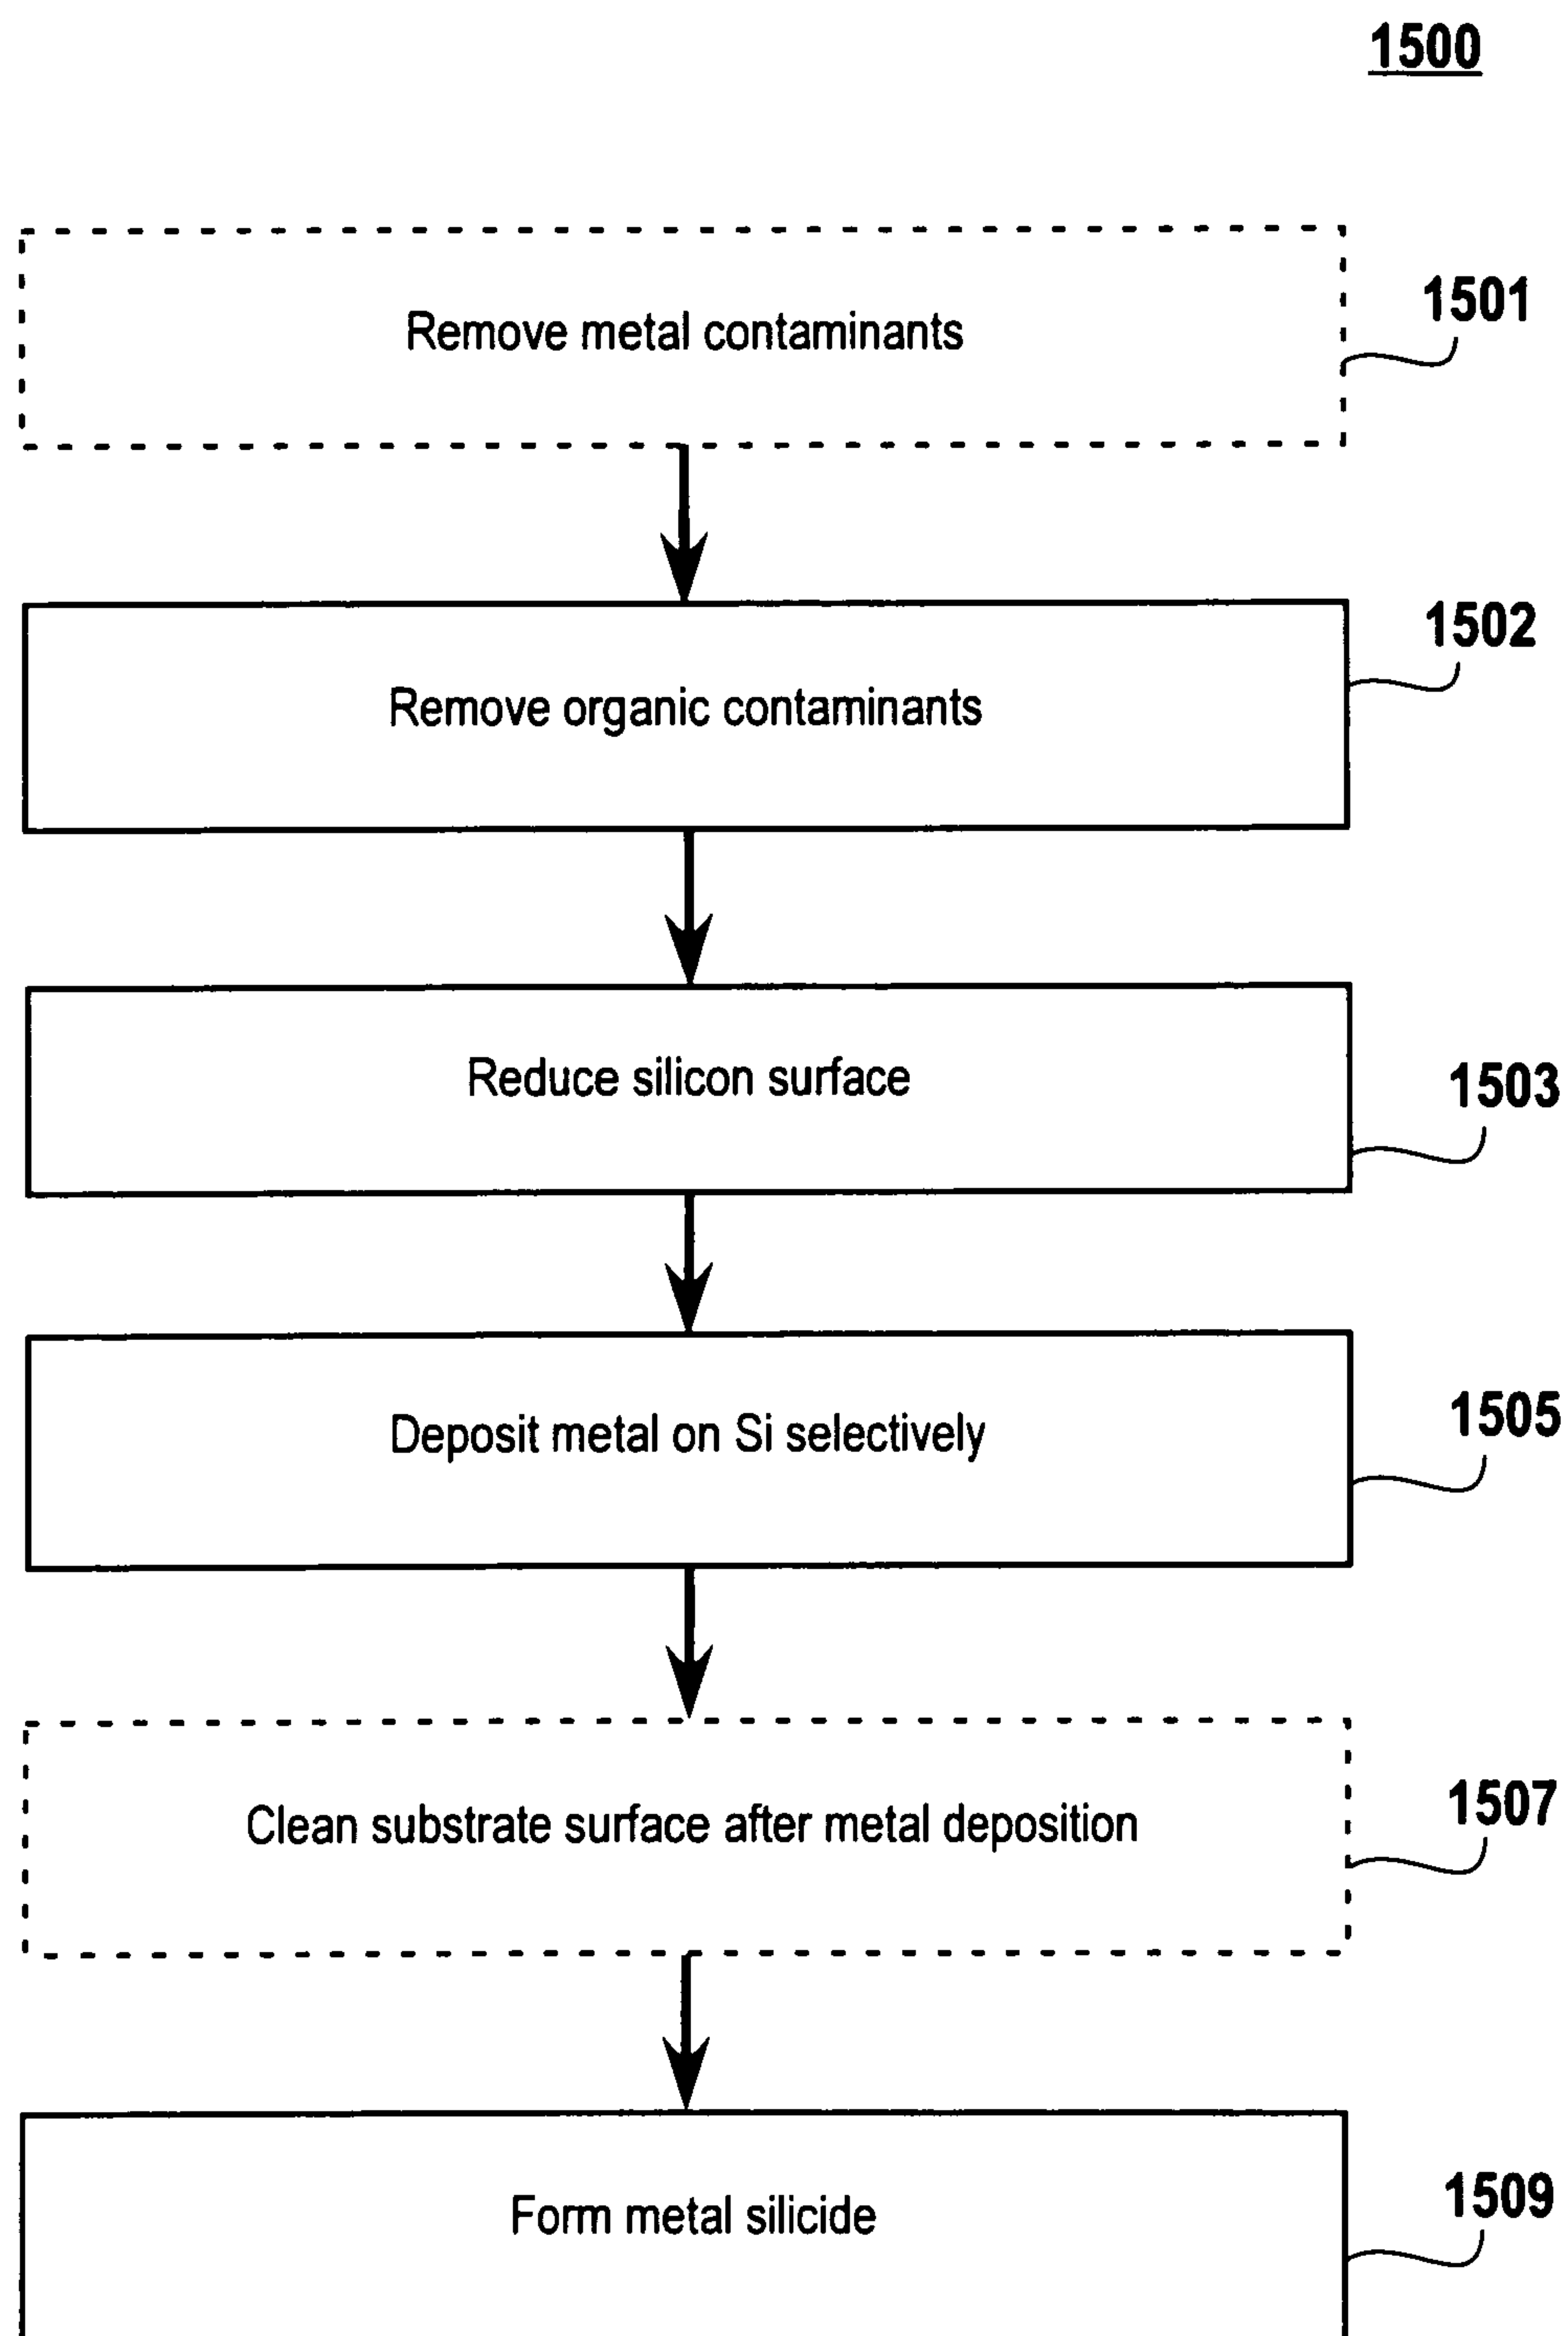 1500
Remove metal contaminants
1501
Remove organic contaminants
1502
Reduce silicon surface
1503
Deposit metal on Si selectively
1505
Clean substrate surface after metal deposition
1507
Form metal silicide
1509